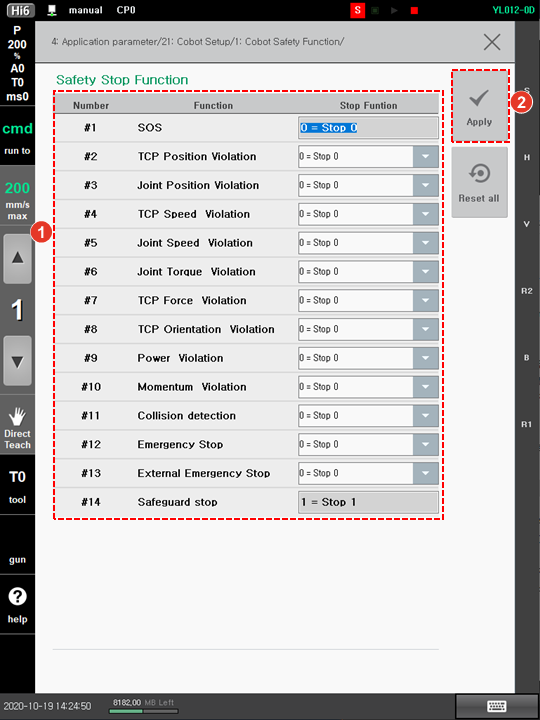 Hi6 manual CP0 S YL012-0D
P
200
%
A0
T0
ms0
cmd
run to
200
mm/s
max
1
Direct
Teach
T0
tool
gun
help
4: Application parameter/21: Cobot Setup/1: Cobot Safety Function/
Safety Stop Function
Number Function Stop Funtion
#1 SOS 0 = Stop 0
#2 TCP Position Violation 0 = Stop 0
#3 Joint Position Violation 0 = Stop 0
#4 TCP Speed Violation 0 = Stop 0
#5 Joint Speed Violation 0 = Stop 0
#6 Joint Torque Violation 0 = Stop 0
#7 TCP Force Violation 0 = Stop 0
#8 TCP Orientation Violation 0 = Stop 0
#9 Power Violation 0 = Stop 0
#10 Momentum Violation 0 = Stop 0
#11 Collision detection 0 = Stop 0
#12 Emergency Stop 0 = Stop 0
#13 External Emergency Stop 0 = Stop 0
#14 Safeguard stop 1 = Stop 1
1
2
Apply
Reset all
S
H
V
R2
B
R1
2020-10-19 14:24:50 8182,00 MB Left